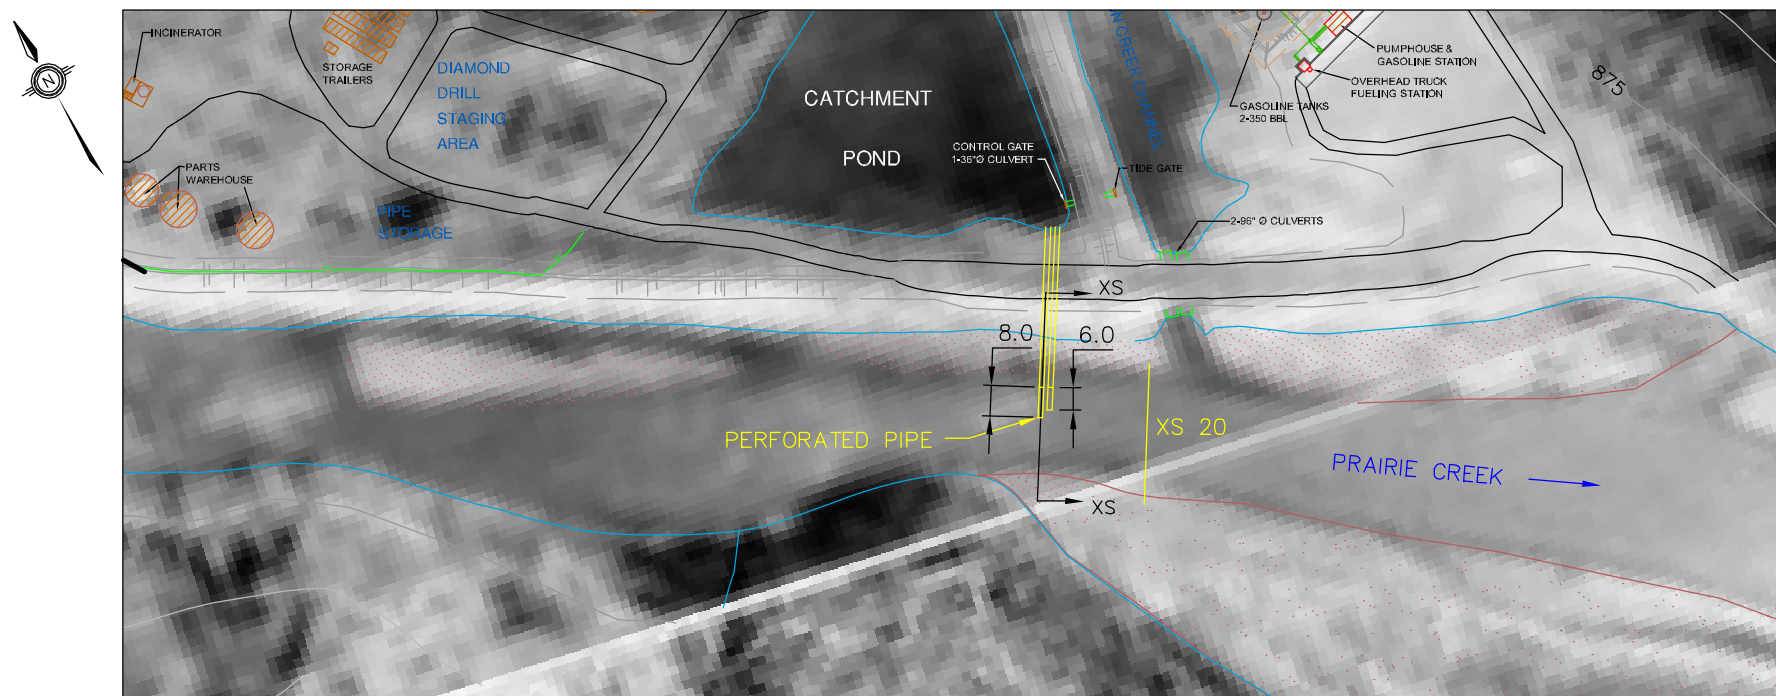 INCINERATOR
STORAGE
TRAILERS
DIAMOND
DRILL
STAGING
AREA
CATCHMENT
POND
CREEK CHANNEL
PUMPHOUSE &
GASOLINE STATION
OVERHEAD TRUCK
FUELING STATION
GASOLINE TANKS
2-350 BBL
875
N
CONTROL GATE
1-36"Ø CULVERT
TIDE GATE
PARTS
WAREHOUSE
PIPE
STORAGE
2-96" Ø CULVERTS
XS
8.0
6.0
PERFORATED PIPE
XS 20
PRAIRIE CREEK
XS